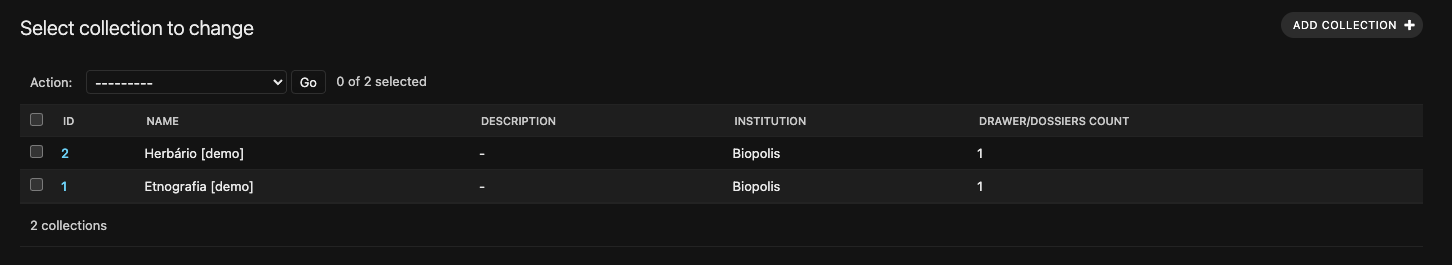 Select collection to change
ADD COLLECTION +
Action: --------- Go 0 of 2 selected
ID NAME DESCRIPTION INSTITUTION DRAWER/DOSSIERS COUNT
2 Herbário [demo] - Biopolis 1
1 Etnografia [demo] - Biopolis 1
2 collections